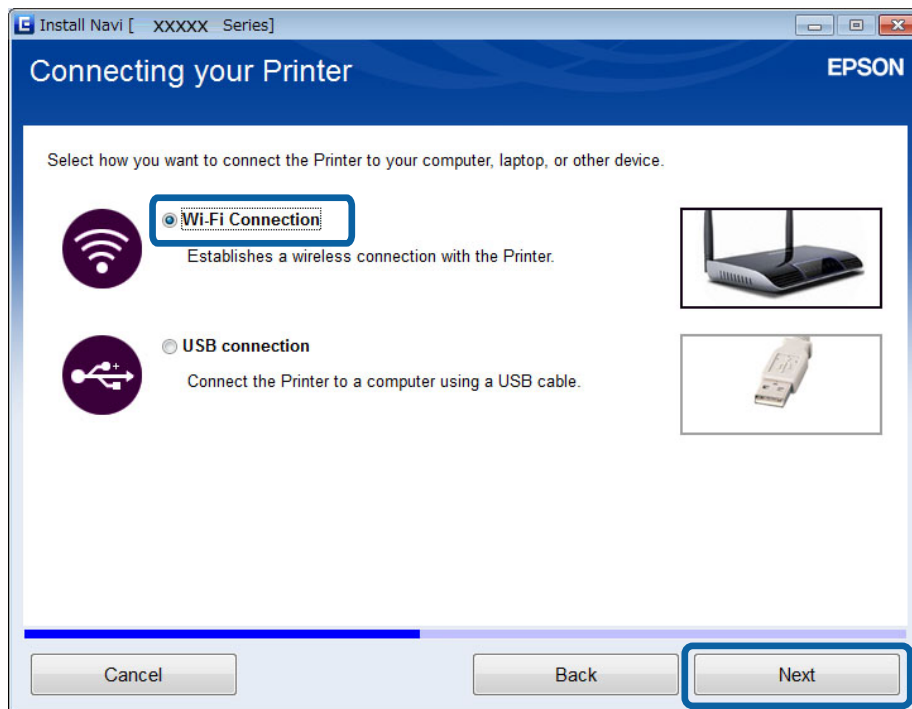 Install Navi [ XXXXX Series]
Connecting your Printer
EPSON
Select how you want to connect the Printer to your computer, laptop, or other device.
Wi-Fi Connection
Establishes a wireless connection with the Printer.
USB connection
Connect the Printer to a computer using a USB cable.
Cancel
Back
Next